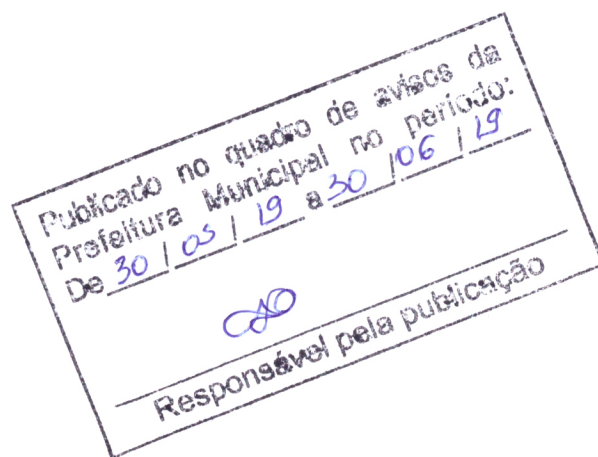 Publicado no quadro de avisos da
Prefeitura Municipal no período:
De 30 / 05 / 19 a 30 / 06 / 19
Responsável pela publicação